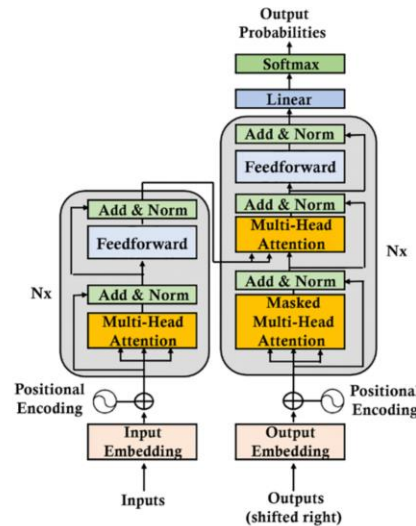 Output
Probabilities
Softmax
Linear
Add & Norm
Feedforward
Add & Norm
Multi-Head
Attention
Add & Norm
Masked
Multi-Head
Attention
Nx
Add & Norm
Feedforward
Add & Norm
Multi-Head
Attention
Nx
Positional
Encoding
Positional
Encoding
Input
Embedding
Output
Embedding
Inputs
Outputs
(shifted right)